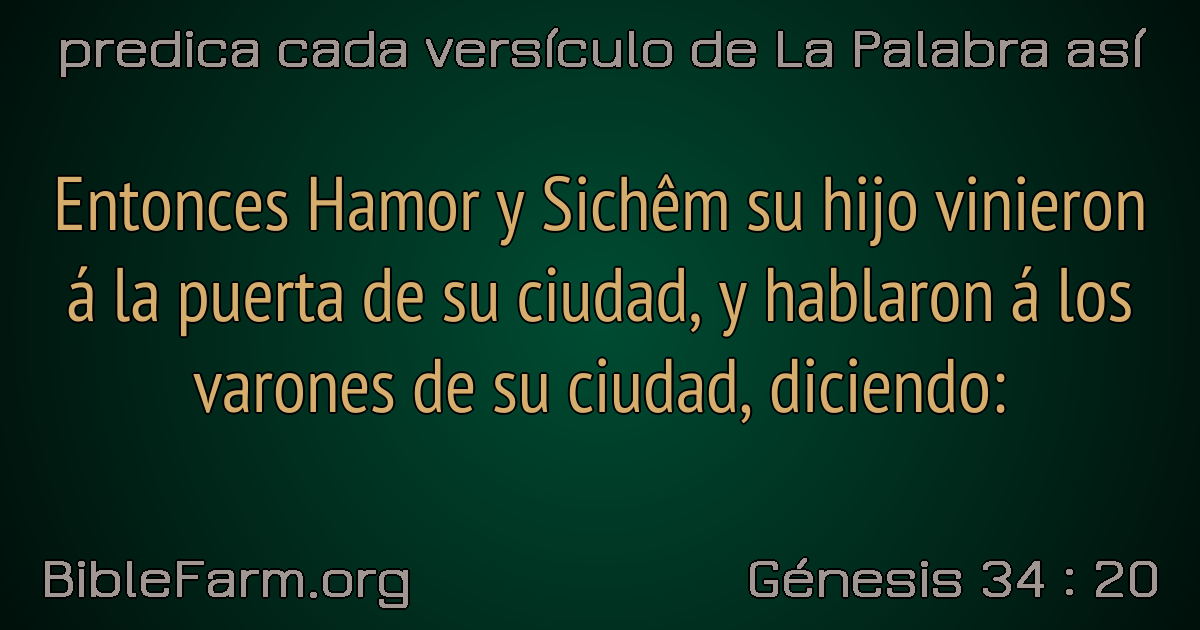 predica cada versículo de La Palabra así
Entonces Hamor y Sichêm su hijo vinieron
á la puerta de su ciudad, y hablaron á los
varones de su ciudad, diciendo:
BibleFarm.org
Génesis 34 : 20